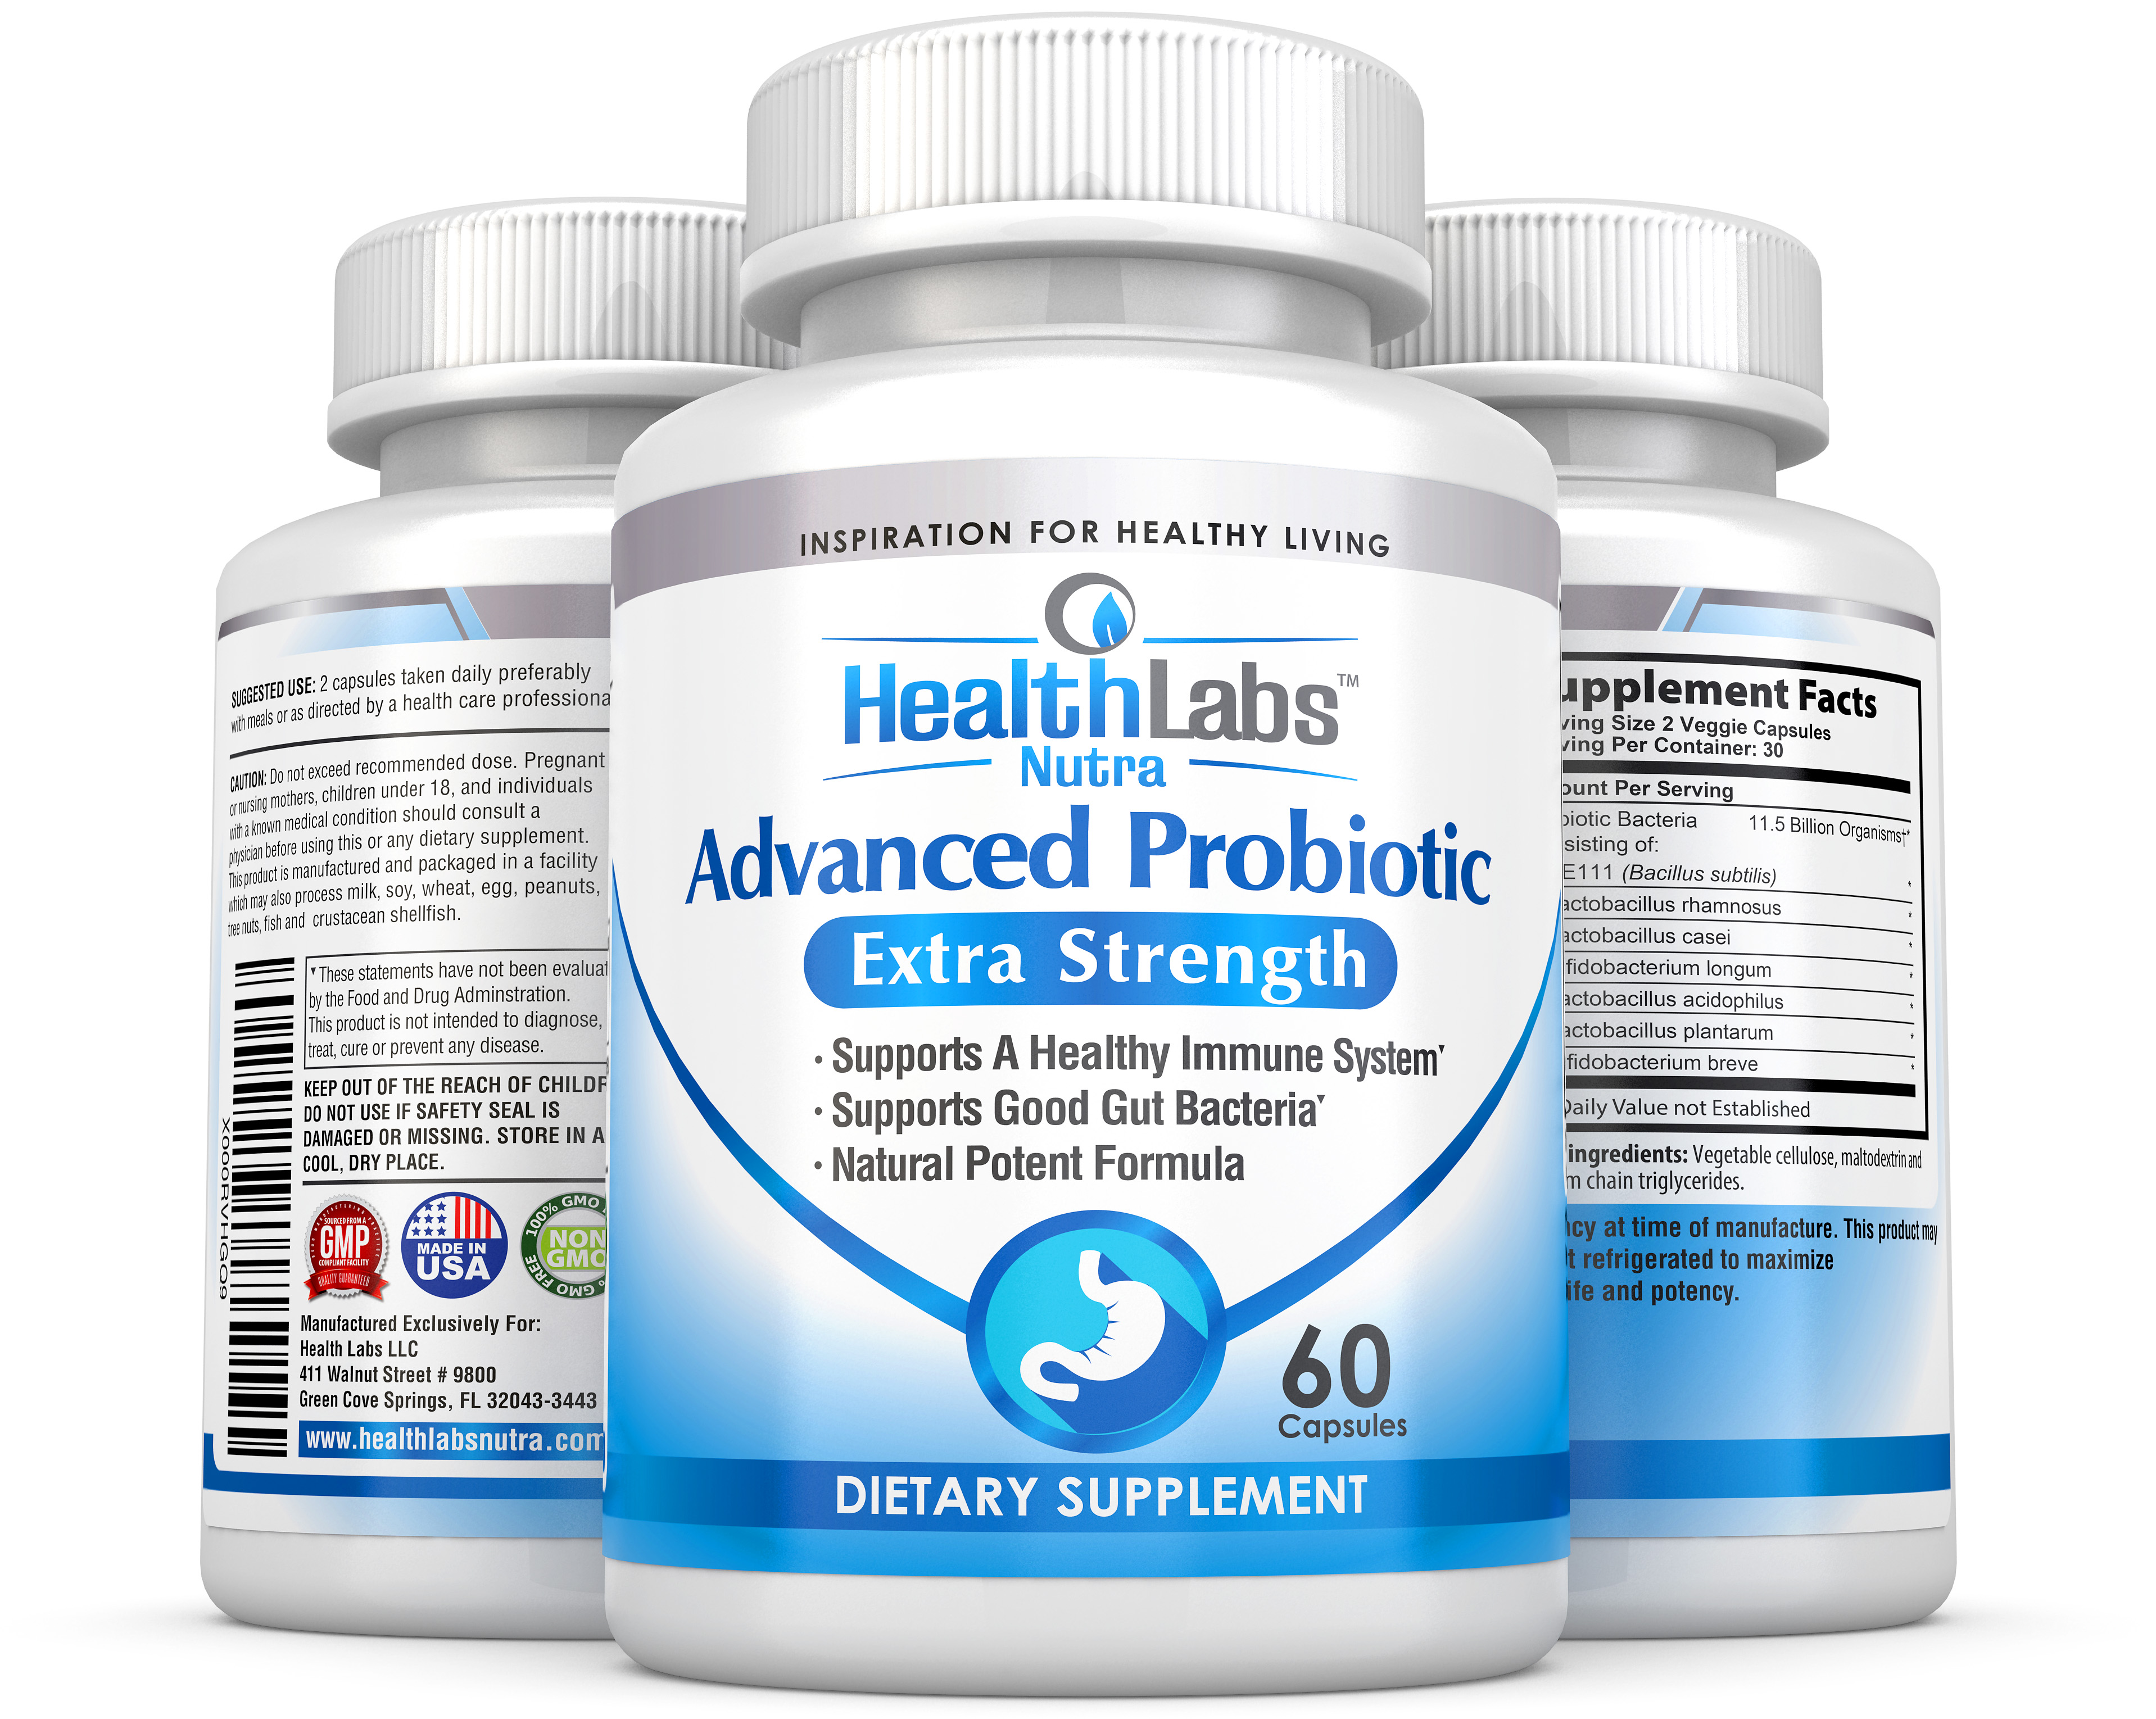 INSPIRATION FOR HEALTHY LIVING
HealthLabs™
Nutra
Advanced Probiotic
Extra Strength
· Supports A Healthy Immune System▼
· Supports Good Gut Bacteria▼
· Natural Potent Formula
60
Capsules
DIETARY SUPPLEMENT
SUGGESTED USE: 2 capsules taken daily preferably
with meals or as directed by a health care professiona
CAUTION: Do not exceed recommended dose. Pregnant
or nursing mothers, children under 18, and individuals
with a known medical condition should consult a
physician before using this or any dietary supplement.
This product is manufactured and packaged in a facility
which may also process milk, soy, wheat, egg, peanuts,
tree nuts, fish and crustacean shellfish.
▼These statements have not been evaluat
by the Food and Drug Adminstration.
This product is not intended to diagnose,
treat, cure or prevent any disease.
KEEP OUT OF THE REACH OF CHILDR
DO NOT USE IF SAFETY SEAL IS
DAMAGED OR MISSING. STORE IN A
COOL, DRY PLACE.
X000RVHGQ9
SOURCED FROM A
GMP
COMPLIANT FACILITY
QUALITY GUARANTEED
MADE IN
USA
100% GMO
NON
GMO
GMO FREE
Manufactured Exclusively For:
Health Labs LLC
411 Walnut Street # 9800
Green Cove Springs, FL 32043-3443
www.healthlabsnutra.com
upplement Facts
ving Size 2 Veggie Capsules
ving Per Container: 30
ount Per Serving
biotic Bacteria 11.5 Billion Organisms†*
sisting of:
E111 (Bacillus subtilis) *
actobacillus rhamnosus *
actobacillus casei *
fidobacterium longum *
actobacillus acidophilus *
actobacillus plantarum *
fidobacterium breve *
Daily Value not Established
ingredients: Vegetable cellulose, maltodextrin and
m chain triglycerides.
ncy at time of manufacture. This product may
t refrigerated to maximize
ife and potency.